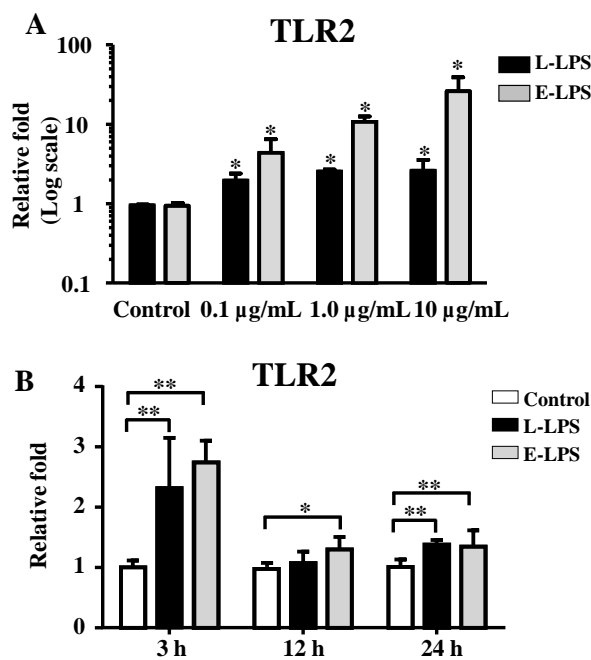 A
TLR2
100
10
1
0.1
Relative fold
(Log scale)
L-LPS
E-LPS
*
*
*
*
*
*
Control 0.1 µg/mL 1.0 µg/mL 10 µg/mL
B
TLR2
4
3
2
1
0
Relative fold
Control
L-LPS
E-LPS
**
**
*
**
**
3 h 12 h 24 h